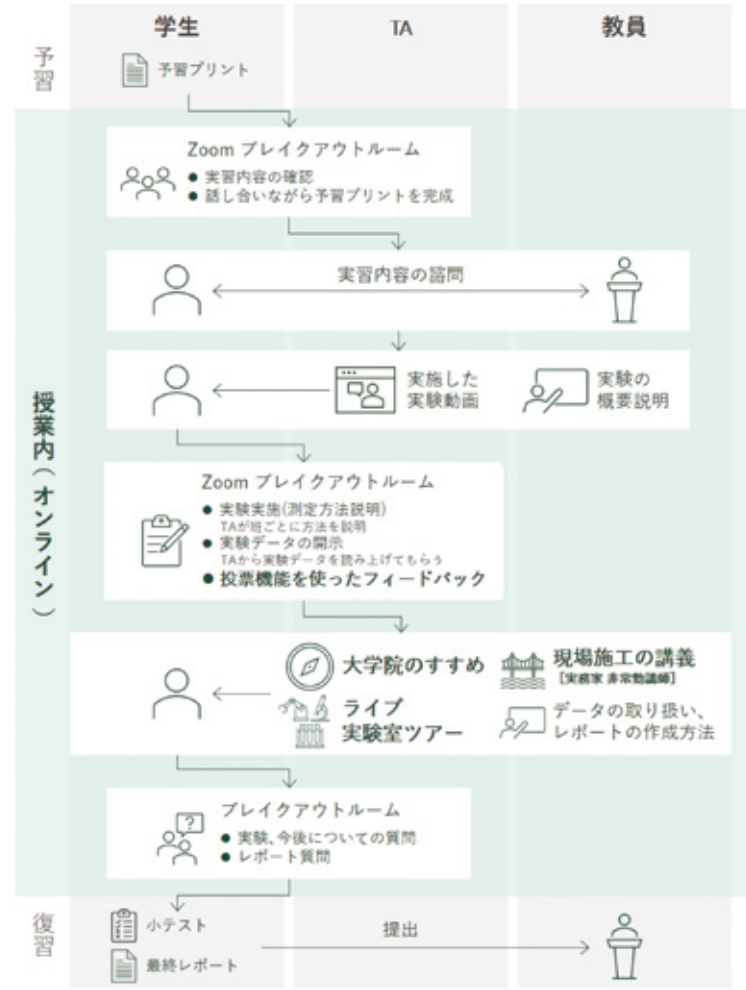 学生
TA
教員
予習
予習プリント
授業内(オンライン)
Zoom ブレイクアウトルーム
● 実習内容の確認
● 話し合いながら予習プリントを完成
実習内容の諮問
実施した
実験動画
実験の
概要説明
Zoom ブレイクアウトルーム
● 実験実施(測定方法説明)
TAが班ごとに方法を説明
● 実験データの開示
TAから実験データを読み上げてもらう
● 投票機能を使ったフィードバック
大学院のすすめ
現場施工の講義
[実務家 非常勤講師]
ライブ
実験室ツアー
データの取り扱い、
レポートの作成方法
ブレイクアウトルーム
● 実験、今後についての質問
● レポート質問
復習
小テスト
提出
最終レポート